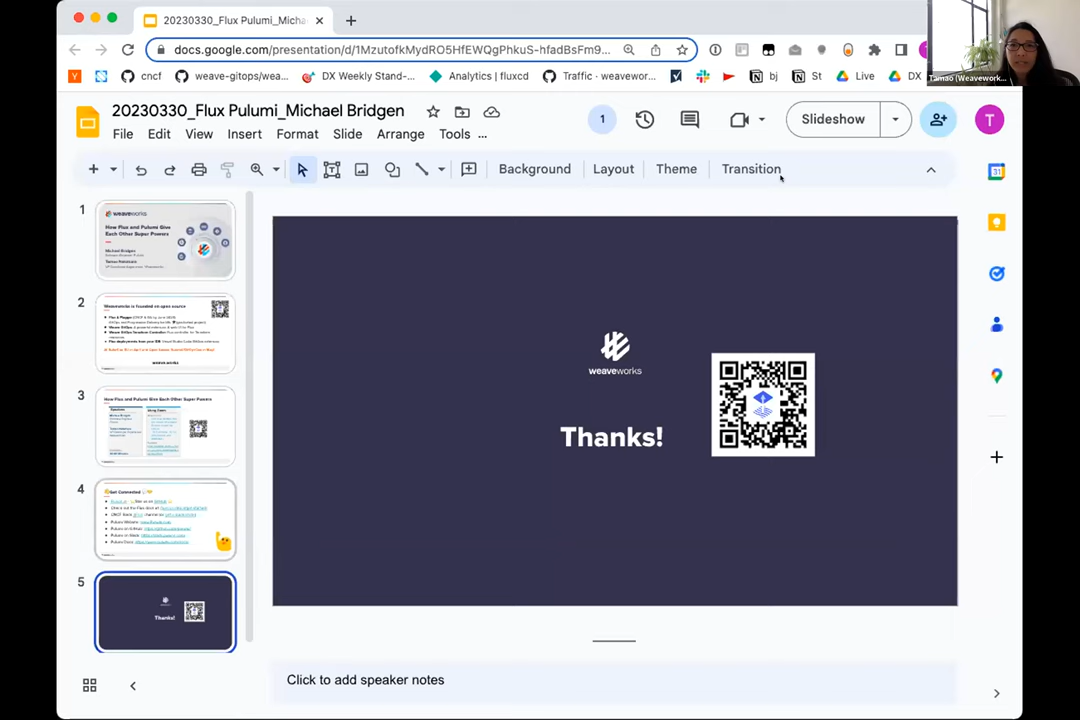 20230330_Flux Pulumi_Micha
docs.google.com/presentation/d/1MzutofkMydRO5HfEWQgPhkuS-hfadBsFm9...
cncf
weave-gitops/wea...
DX Weekly Stand-...
Analytics | fluxcd
Traffic · weavewor...
bj
St
Live
DX
Tamao (Weavework...
20230330_Flux Pulumi_Michael Bridgen
1
Slideshow
T
File Edit View Insert Format Slide Arrange Tools ...
Background Layout Theme Transition
31
1
weaveworks
How Flux and Pulumi Give
Each Other Super Powers
Michael Bridgen
2
Weaveworks is founded on open source
3
How Flux and Pulumi Give Each Other Super Powers
4
Get Connected
5
Thanks!
weaveworks
Thanks!
Click to add speaker notes